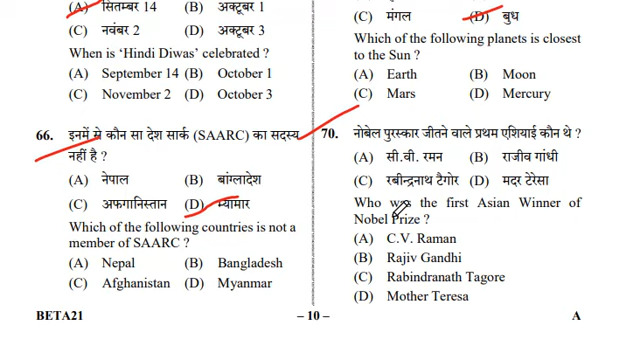 (A) सितम्बर 14 (B) अक्टूबर 1
(C) नवंबर 2 (D) अक्टूबर 3
When is ‘Hindi Diwas’ celebrated ?
(A) September 14 (B) October 1
(C) November 2 (D) October 3
66. इनमें से कौन सा देश सार्क (SAARC) का सदस्य
नहीं है ?
(A) नेपाल (B) बांग्लादेश
(C) अफगानिस्तान (D) म्यांमार
Which of the following countries is not a
member of SAARC ?
(A) Nepal (B) Bangladesh
(C) Afghanistan (D) Myanmar
(C) मंगल (D) बुध
Which of the following planets is closest
to the Sun ?
(A) Earth (B) Moon
(C) Mars (D) Mercury
70. नोबेल पुरस्कार जीतने वाले प्रथम एशियाई कौन थे ?
(A) सी.वी. रमन (B) राजीव गांधी
(C) रबीन्द्रनाथ टैगोर (D) मदर टेरेसा
Who was the first Asian Winner of
Nobel Prize ?
(A) C.V. Raman
(B) Rajiv Gandhi
(C) Rabindranath Tagore
(D) Mother Teresa
BETA21 – 10 – A